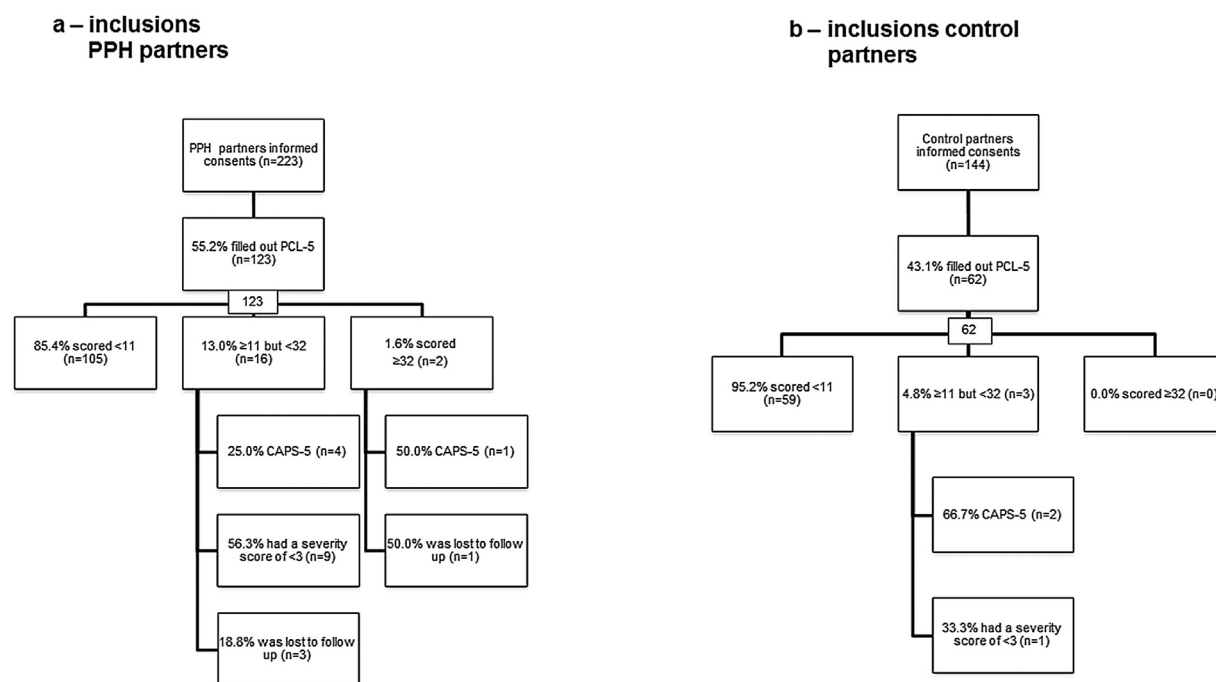 a – inclusions
PPH partners
PPH partners informed
consents (n=223)
55.2% filled out PCL-5
(n=123)
123
85.4% scored <11
(n=105)
13.0% ≥11 but <32
(n=16)
1.6% scored
≥32 (n=2)
25.0% CAPS-5 (n=4)
50.0% CAPS-5 (n=1)
56.3% had a severity
score of <3 (n=9)
50.0% was lost to follow
up (n=1)
18.8% was lost to follow
up (n=3)
b – inclusions control
partners
Control partners
informed consents
(n=144)
43.1% filled out PCL-5
(n=62)
62
95.2% scored <11
(n=59)
4.8% ≥11 but <32 (n=3)
0.0% scored ≥32 (n=0)
66.7% CAPS-5 (n=2)
33.3% had a severity score
of <3 (n=1)